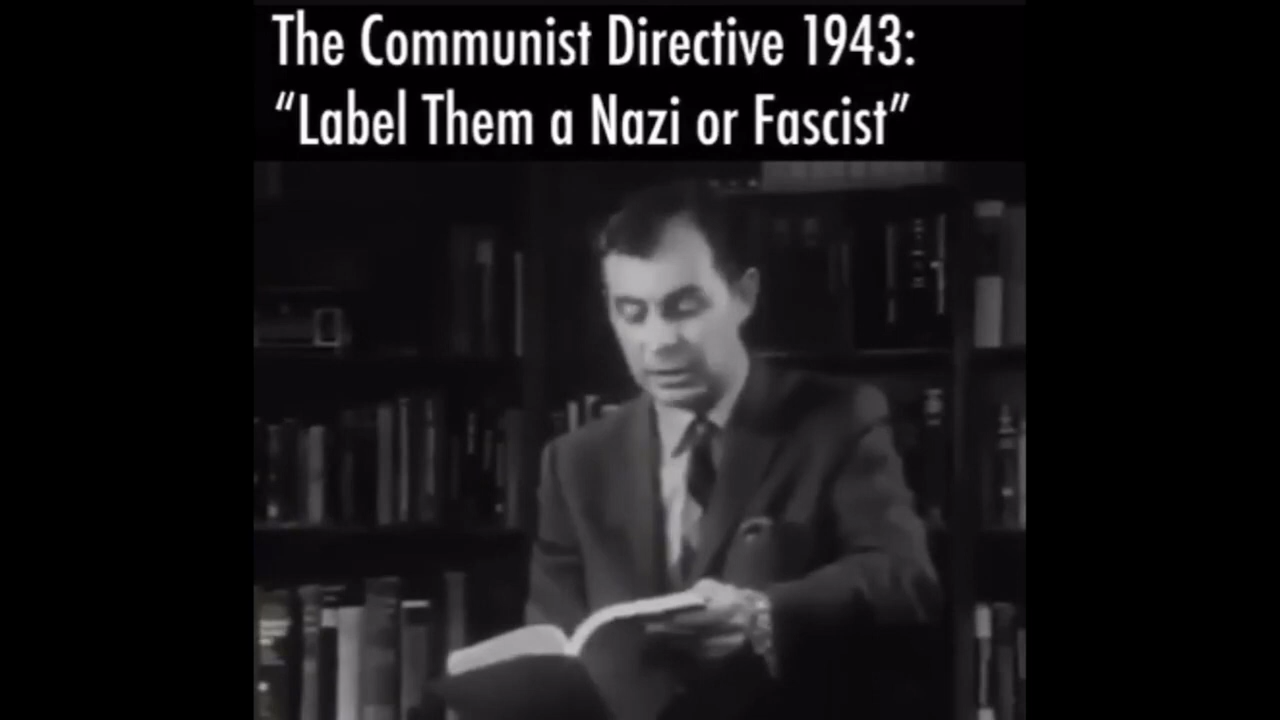 The Communist Directive 1943:
“Label Them a Nazi or Fascist”